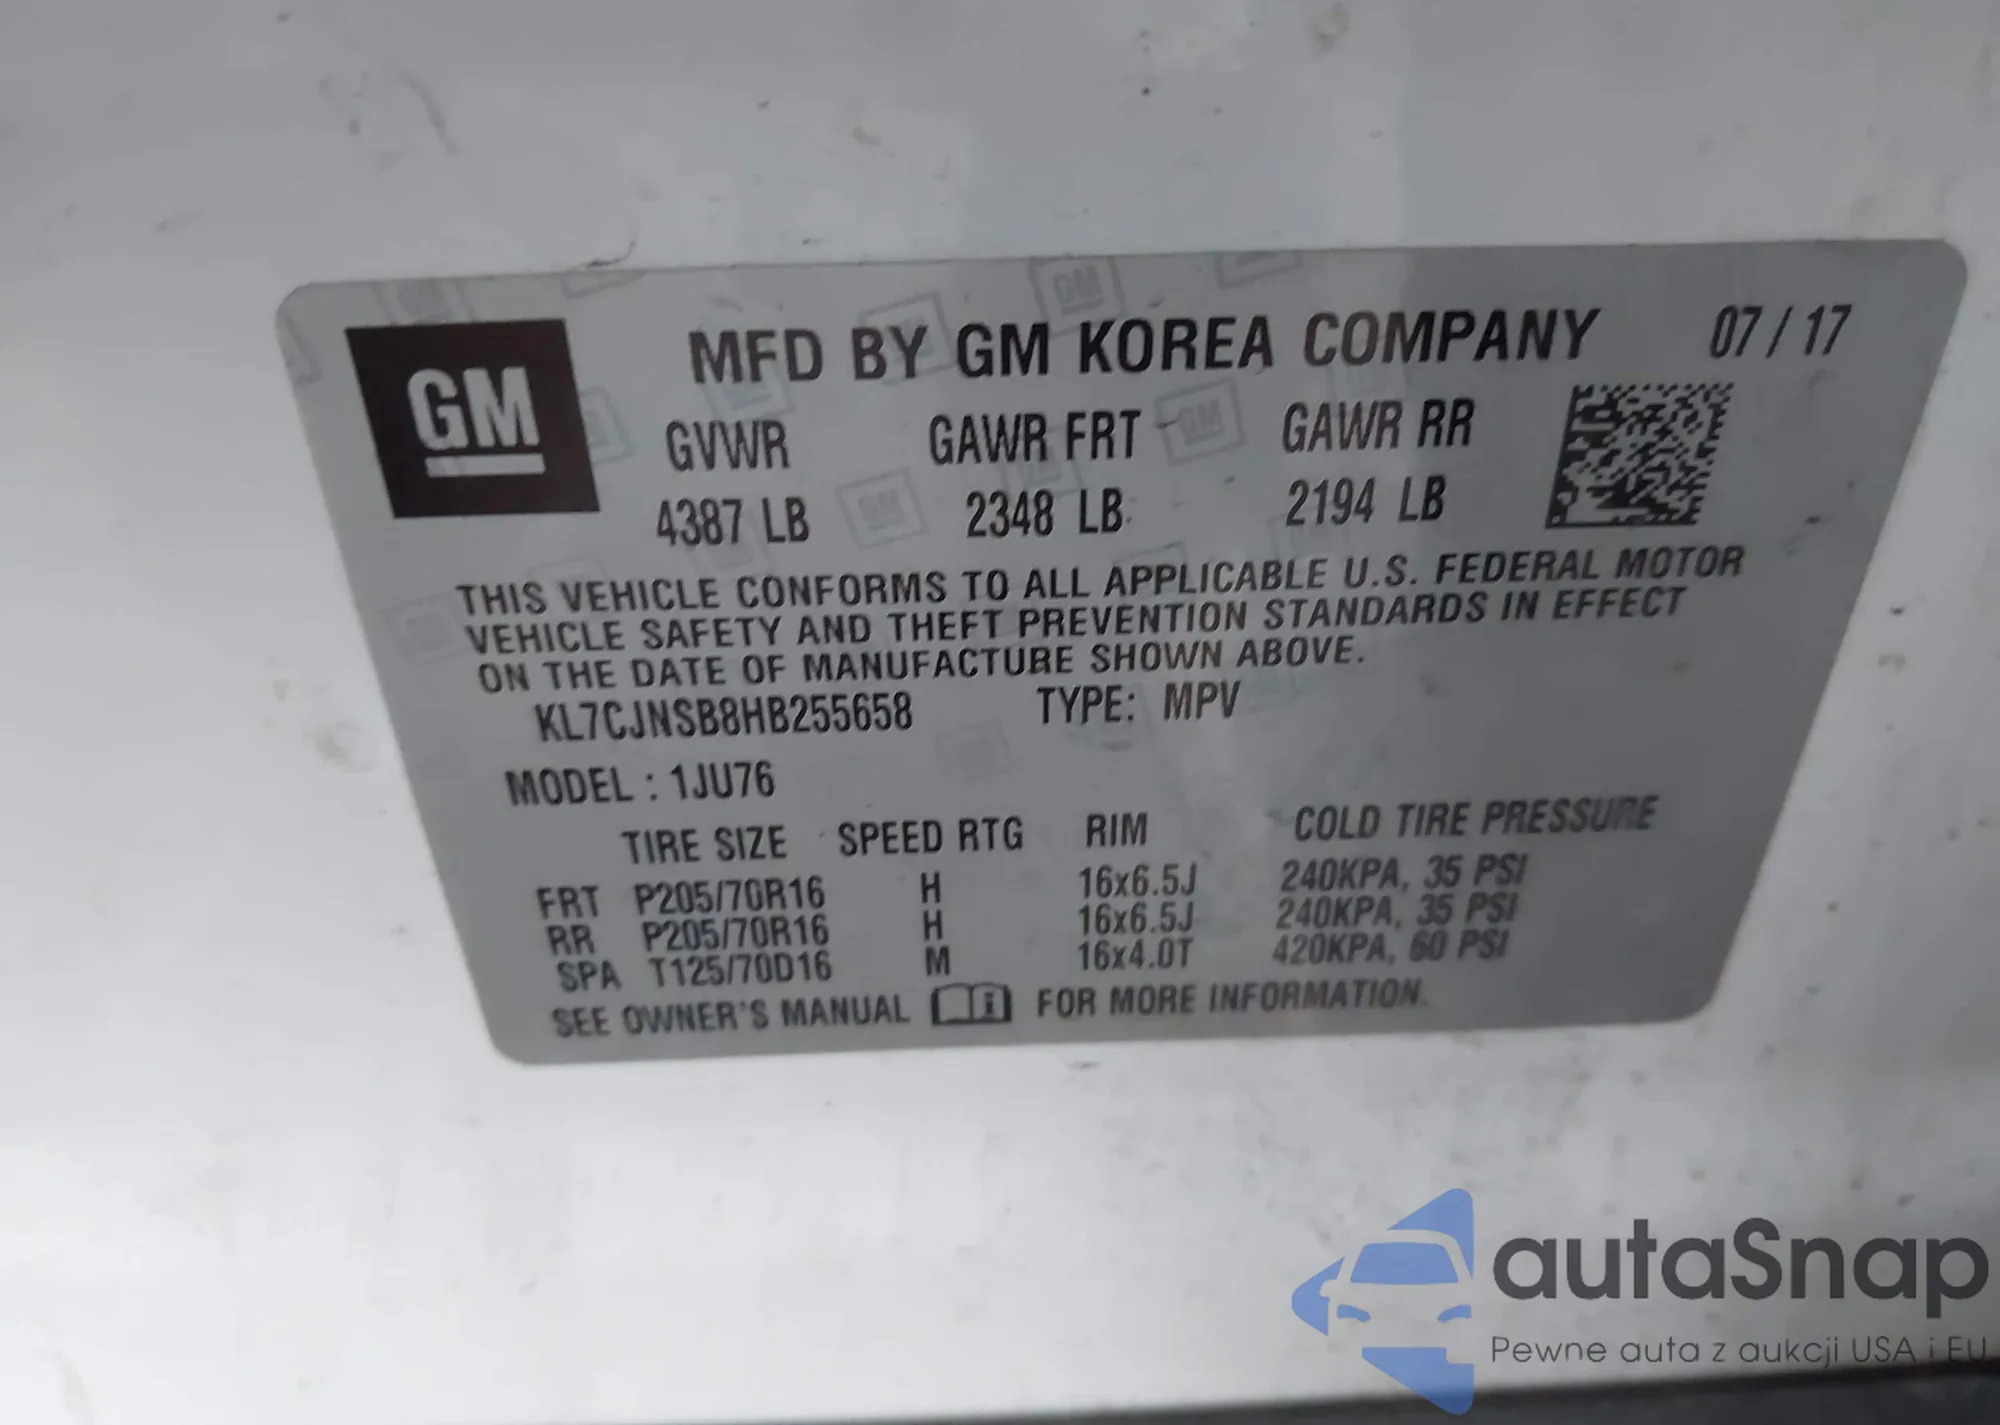 GM
MFD BY GM KOREA COMPANY 07 / 17
GVWR GAWR FRT GAWR RR
4387 LB 2348 LB 2194 LB
THIS VEHICLE CONFORMS TO ALL APPLICABLE U.S. FEDERAL MOTOR
VEHICLE SAFETY AND THEFT PREVENTION STANDARDS IN EFFECT
ON THE DATE OF MANUFACTURE SHOWN ABOVE.
KL7CJNSB8HB255658 TYPE: MPV
MODEL : 1JU76
TIRE SIZE SPEED RTG RIM COLD TIRE PRESSURE
FRT P205/70R16 H 16x6.5J 240KPA, 35 PSI
RR P205/70R16 H 16x6.5J 240KPA, 35 PSI
SPA T125/70D16 M 16x4.0T 420KPA, 60 PSI
SEE OWNER'S MANUAL i FOR MORE INFORMATION.
autaSnap
Pewne auta z aukcji USA i EU